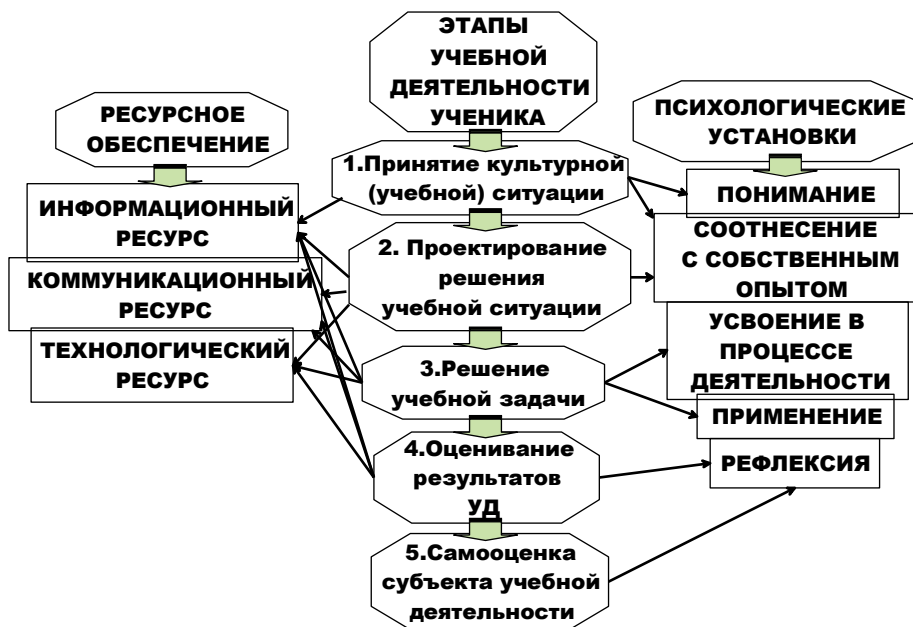 ЭТАПЫ
УЧЕБНОЙ
ДЕЯТЕЛЬНОСТИ
УЧЕНИКА
РЕСУРСНОЕ
ОБЕСПЕЧЕНИЕ
ПСИХОЛОГИЧЕСКИЕ
УСТАНОВКИ
1.Принятие культурной
(учебной) ситуации
ИНФОРМАЦИОННЫЙ
РЕСУРС
ПОНИМАНИЕ
2. Проектирование
решения
учебной ситуации
КОММУНИКАЦИОННЫЙ
РЕСУРС
СООТНЕСЕНИЕ
С СОБСТВЕННЫМ
ОПЫТОМ
ТЕХНОЛОГИЧЕСКИЙ
РЕСУРС
3.Решение
учебной задачи
УСВОЕНИЕ В
ПРОЦЕССЕ
ДЕЯТЕЛЬНОСТИ
ПРИМЕНЕНИЕ
4.Оценивание
результатов
УД
РЕФЛЕКСИЯ
5.Самооценка
субъекта учебной
деятельности